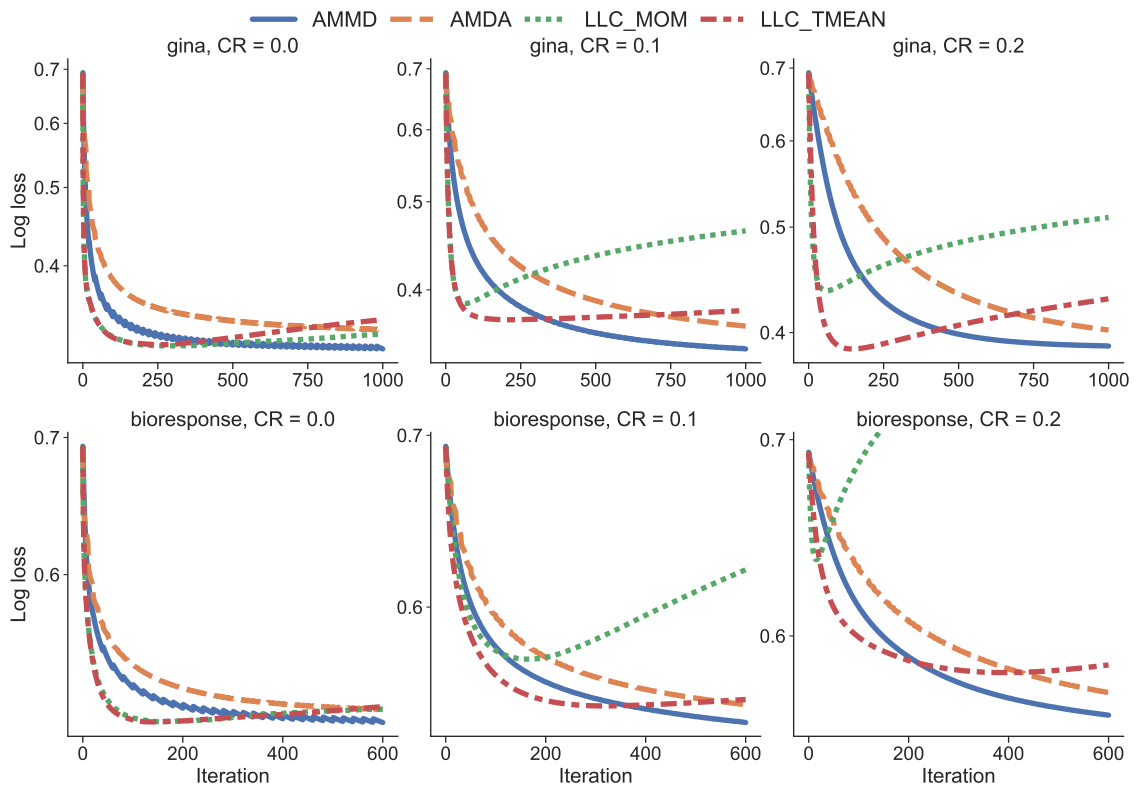 AMMD AMDA LLC_MOM LLC_TMEAN
gina, CR = 0.0 gina, CR = 0.1 gina, CR = 0.2
Log loss
0.7
0.6
0.5
0.4
0 250 500 750 1000
0.7
0.6
0.5
0.4
0 250 500 750 1000
0.7
0.6
0.5
0.4
0 250 500 750 1000
bioresponse, CR = 0.0 bioresponse, CR = 0.1 bioresponse, CR = 0.2
Log loss
0.7
0.6
0 200 400 600
Iteration
0.7
0.6
0 200 400 600
Iteration
0.7
0.6
0 200 400 600
Iteration